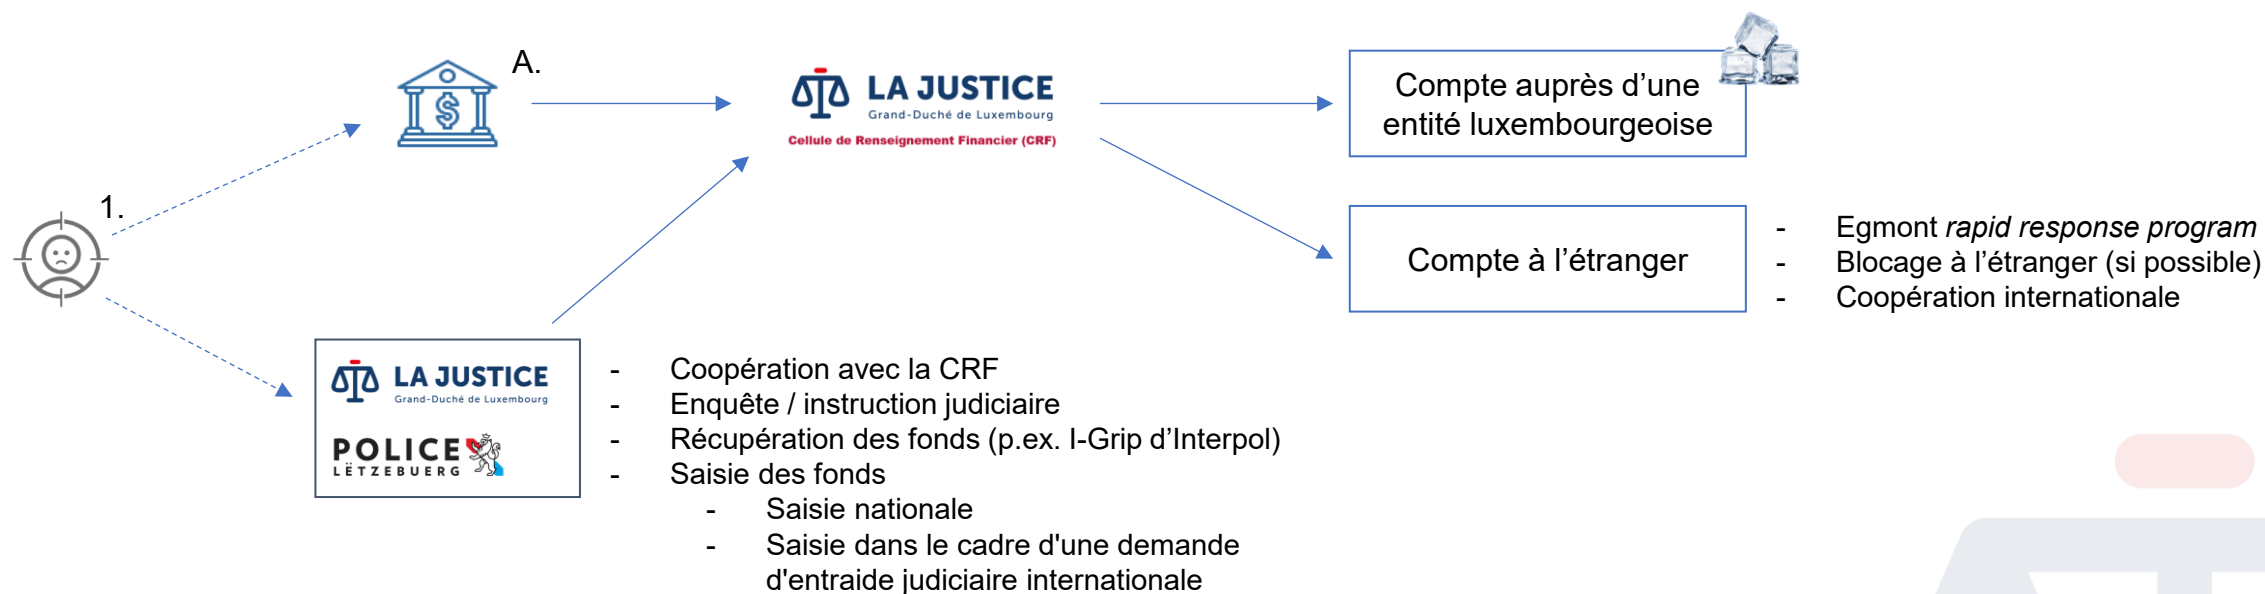 A.
LA JUSTICE
Grand-Duché de Luxembourg
Cellule de Renseignement Financier (CRF)
Compte auprès d’une
entité luxembourgeoise
1.
Compte à l’étranger
- Egmont rapid response program
- Blocage à l’étranger (si possible)
- Coopération internationale
LA JUSTICE
Grand-Duché de Luxembourg
POLICE
LËTZEBUERG
- Coopération avec la CRF
- Enquête / instruction judiciaire
- Récupération des fonds (p.ex. I-Grip d’Interpol)
- Saisie des fonds
- Saisie nationale
- Saisie dans le cadre d'une demande
d'entraide judiciaire internationale